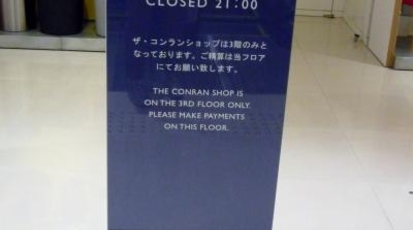 CLOSED 21:00
ザ・コンランショップは3階のみと
なっております。ご精算は当フロア
にてお願い致します。
THE CONRAN SHOP IS
ON THE 3RD FLOOR ONLY.
PLEASE MAKE PAYMENTS
ON THIS FLOOR.